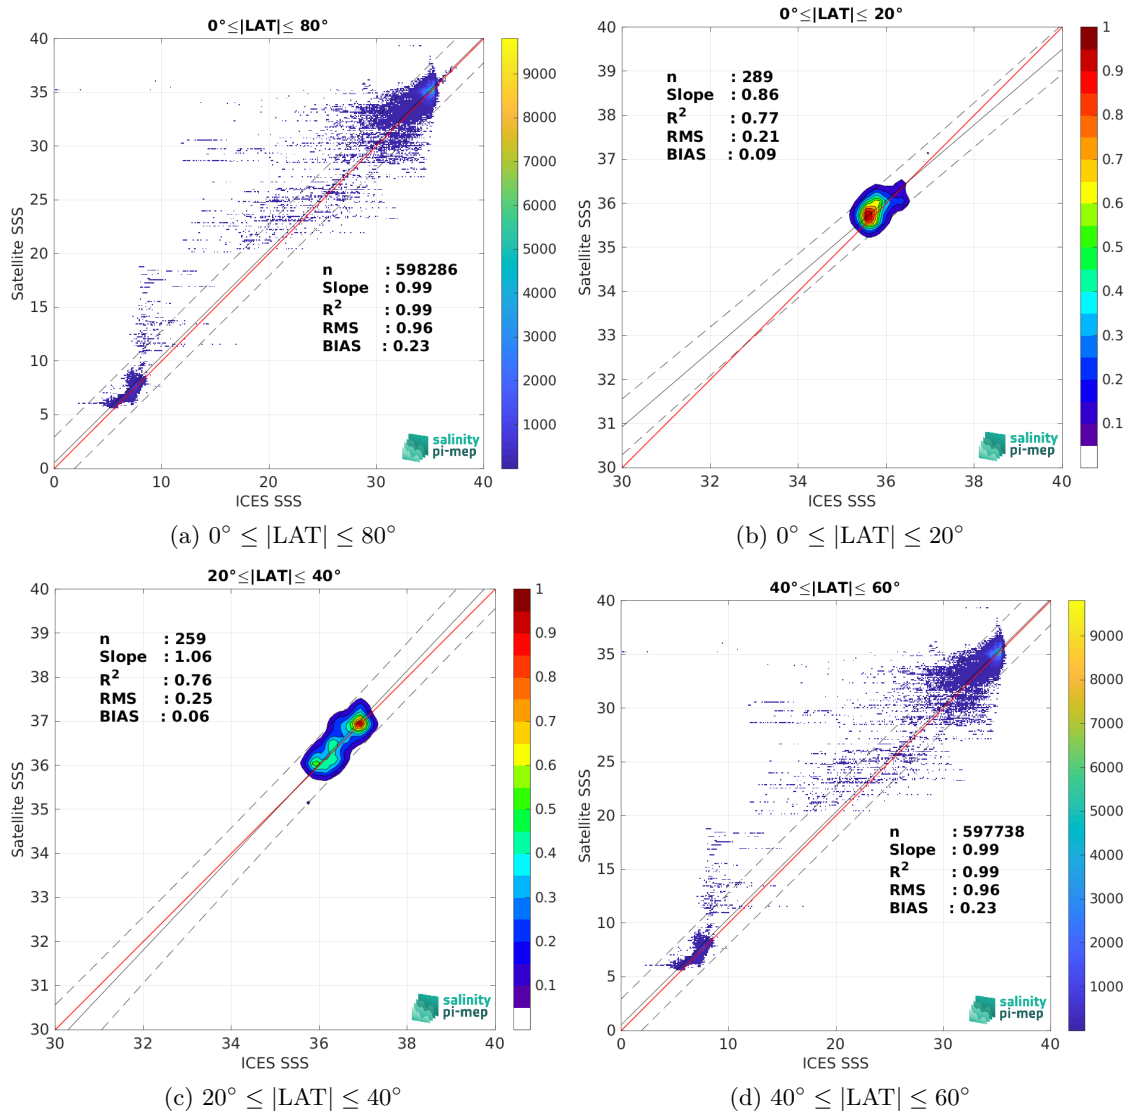 0°≤|LAT|≤ 80°
40
35
30
25
20
15
10
5
0
Satellite SSS
n : 598286
Slope : 0.99
R² : 0.99
RMS : 0.96
BIAS : 0.23
salinity
pi-mep
0 10 20 30 40
ICES SSS
9000
8000
7000
6000
5000
4000
3000
2000
1000
(a) 0° ≤ |LAT| ≤ 80°
0°≤|LAT|≤ 20°
40
39
38
37
36
35
34
33
32
31
30
Satellite SSS
n : 289
Slope : 0.86
R² : 0.77
RMS : 0.21
BIAS : 0.09
salinity
pi-mep
30 32 34 36 38 40
ICES SSS
1
0.9
0.8
0.7
0.6
0.5
0.4
0.3
0.2
0.1
(b) 0° ≤ |LAT| ≤ 20°
20°≤|LAT|≤ 40°
40
39
38
37
36
35
34
33
32
31
30
Satellite SSS
n : 259
Slope : 1.06
R² : 0.76
RMS : 0.25
BIAS : 0.06
salinity
pi-mep
30 32 34 36 38 40
ICES SSS
1
0.9
0.8
0.7
0.6
0.5
0.4
0.3
0.2
0.1
(c) 20° ≤ |LAT| ≤ 40°
40°≤|LAT|≤ 60°
40
35
30
25
20
15
10
5
0
Satellite SSS
n : 597738
Slope : 0.99
R² : 0.99
RMS : 0.96
BIAS : 0.23
salinity
pi-mep
0 10 20 30 40
ICES SSS
9000
8000
7000
6000
5000
4000
3000
2000
1000
(d) 40° ≤ |LAT| ≤ 60°